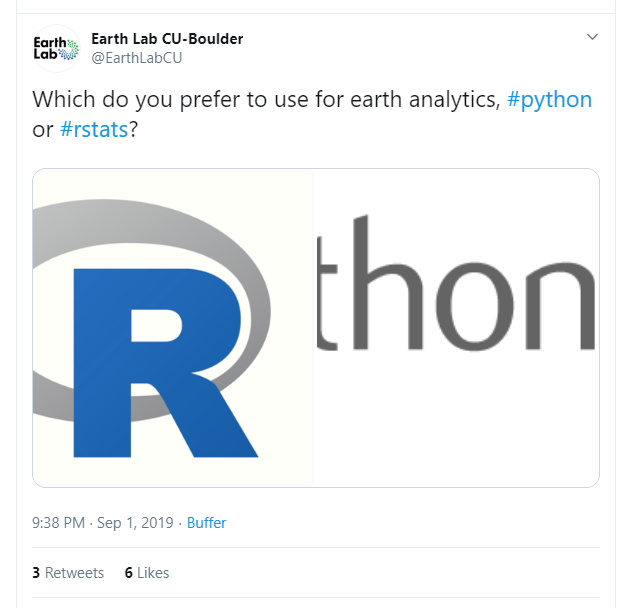 Earth Lab CU-Boulder
Earth
Lab
@EarthLabCU
Which do you prefer to use for earth analytics, #python
or #rstats?
R
thon
9:38 PM · Sep 1, 2019 · Buffer
3 Retweets 6 Likes